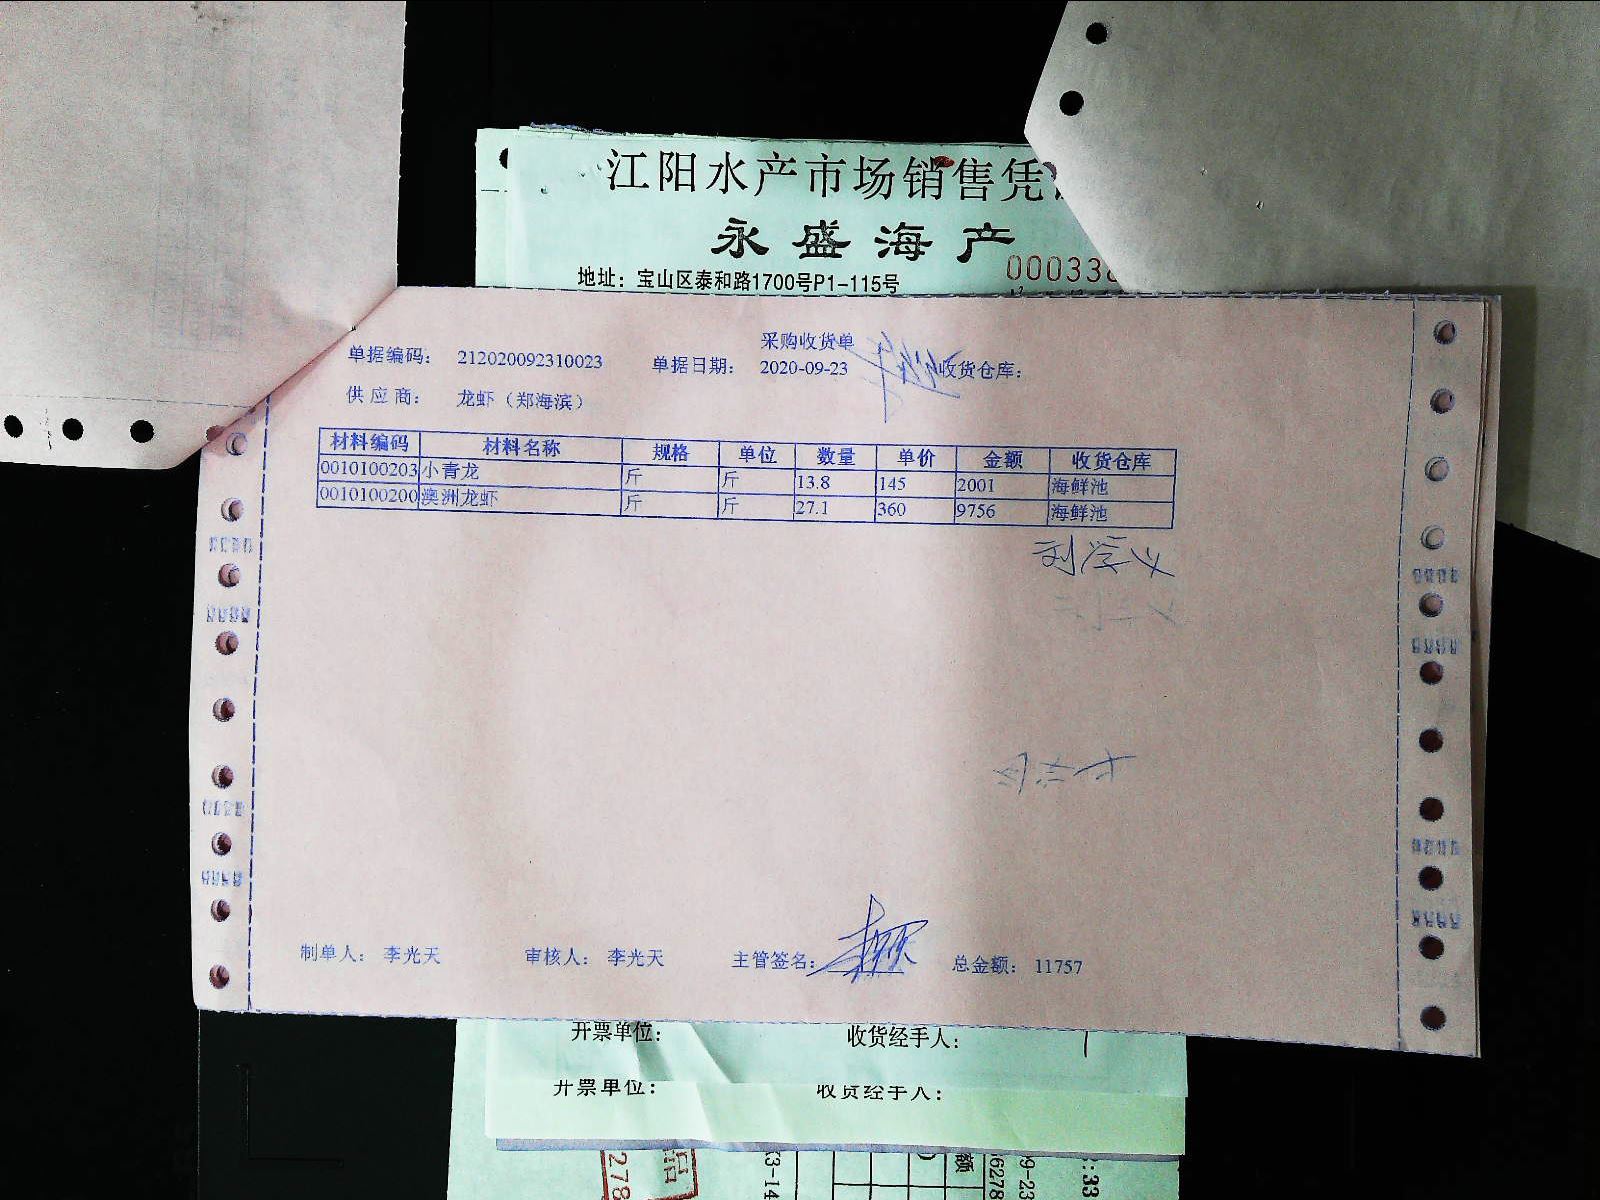 江阳水产市场销售凭
永盛海产
地址：宝山区泰和路1700号P1-115号
000338
采购收货单
单据编码： 212020092310023 单据日期： 2020-09-23 收货仓库：
供应商： 龙虾（郑海滨）
材料编码 材料名称 规格 单位 数量 单价 金额 收货仓库
0010100203 小青龙 斤 斤 13.8 145 2001 海鲜池
0010100200 澳洲龙虾 斤 斤 27.1 360 9756 海鲜池
制单人： 李光天 审核人： 李光天 主管签名： 总金额： 11757
开票单位： 收货经手人：
开票单位： 收货经手人：